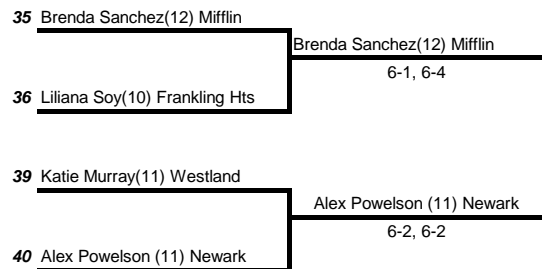 35 Brenda Sanchez(12) Mifflin
Brenda Sanchez(12) Mifflin
6-1, 6-4
36 Liliana Soy(10) Frankling Hts
39 Katie Murray(11) Westland
Alex Powelson (11) Newark
6-2, 6-2
40 Alex Powelson (11) Newark